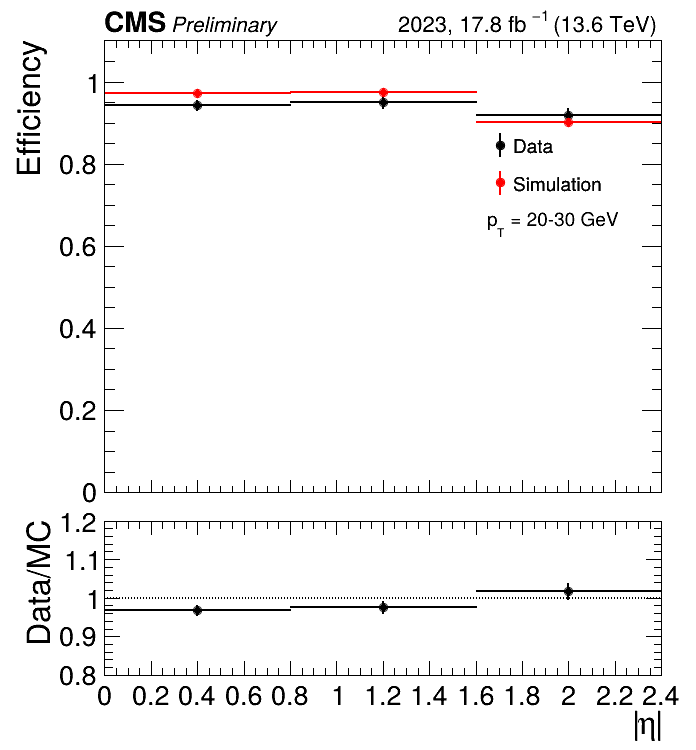 CMS Preliminary 2023, 17.8 fb⁻¹ (13.6 TeV)
Efficiency
1
0.8
0.6
0.4
0.2
0
Data
Simulation
p_T = 20-30 GeV
Data/MC
1.2
1.1
1
0.9
0.8
0 0.2 0.4 0.6 0.8 1 1.2 1.4 1.6 1.8 2 2.2 2.4
|η|